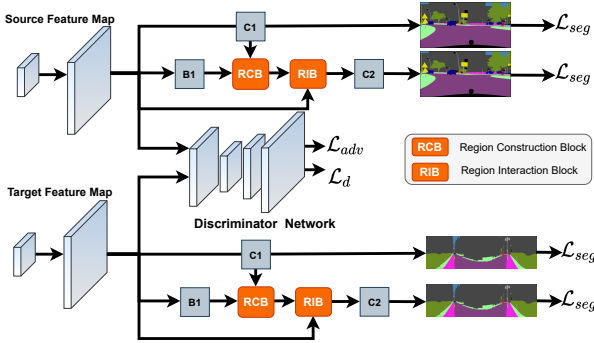 Source Feature Map
C1
B1
RCB
RIB
C2
ℒseg
ℒseg
ℒadv
ℒd
Discriminator Network
RCB Region Construction Block
RIB Region Interaction Block
Target Feature Map
C1
B1
RCB
RIB
C2
ℒseg
ℒseg